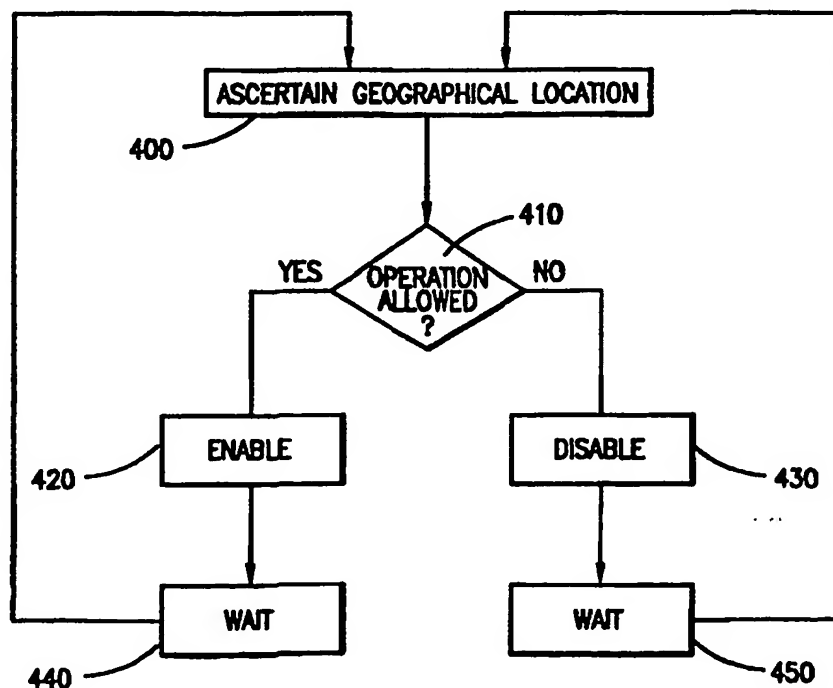 ASCERTAIN GEOGRAPHICAL LOCATION
400
410
YES
OPERATION
ALLOWED
?
NO
420
ENABLE
DISABLE
430
440
WAIT
WAIT
450